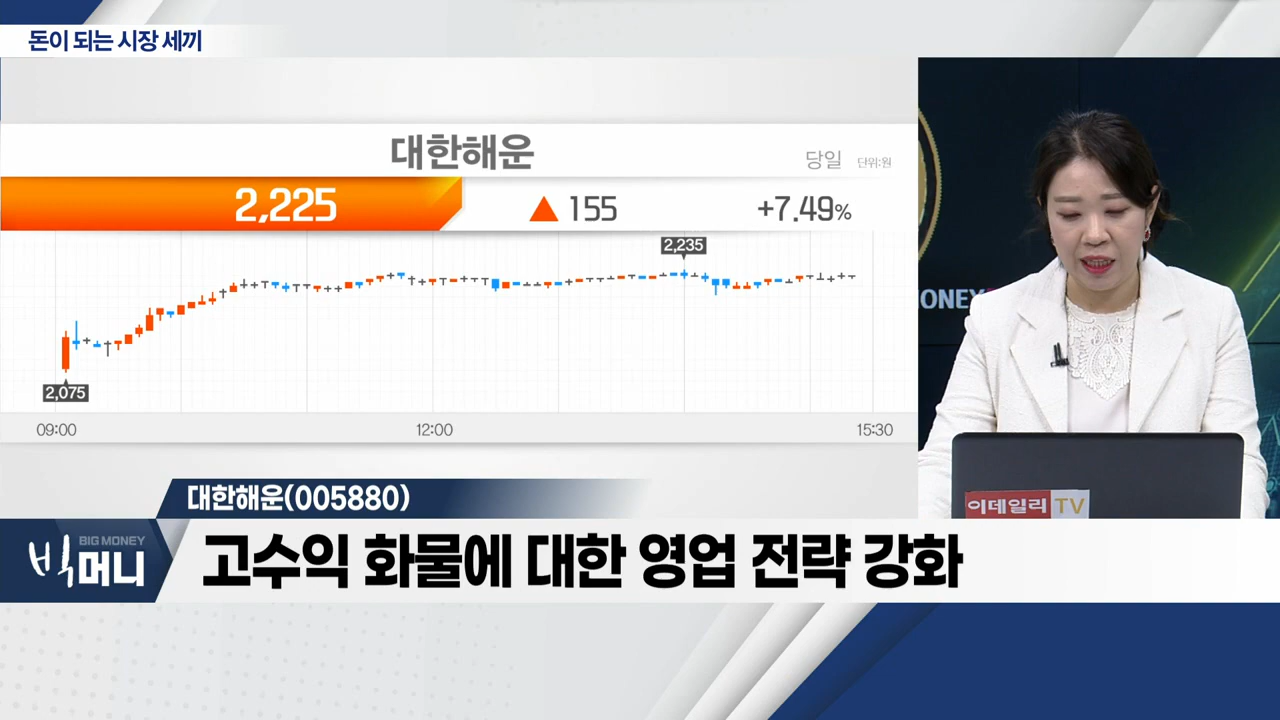 돈이 되는 시장 세끼
대한해운
당일 단위:원
2,225 ▲ 155 +7.49%
2,235
2,075
09:00 12:00 15:30
ONEY
이데일리 TV
대한해운(005880)
BIG MONEY
빅머니
고수익 화물에 대한 영업 전략 강화